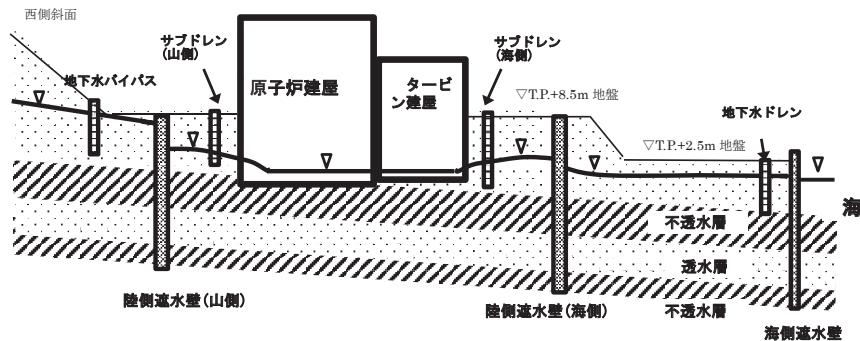 西側斜面
地下水バイパス
サブドレン
(山側)
原子炉建屋
タービ
ン建屋
サブドレン
(海側)
▽T.P.+8.5m 地盤
▽T.P.+2.5m 地盤
地下水ドレン
海
不透水層
透水層
不透水層
陸側遮水壁(山側)
陸側遮水壁(海側)
海側遮水壁